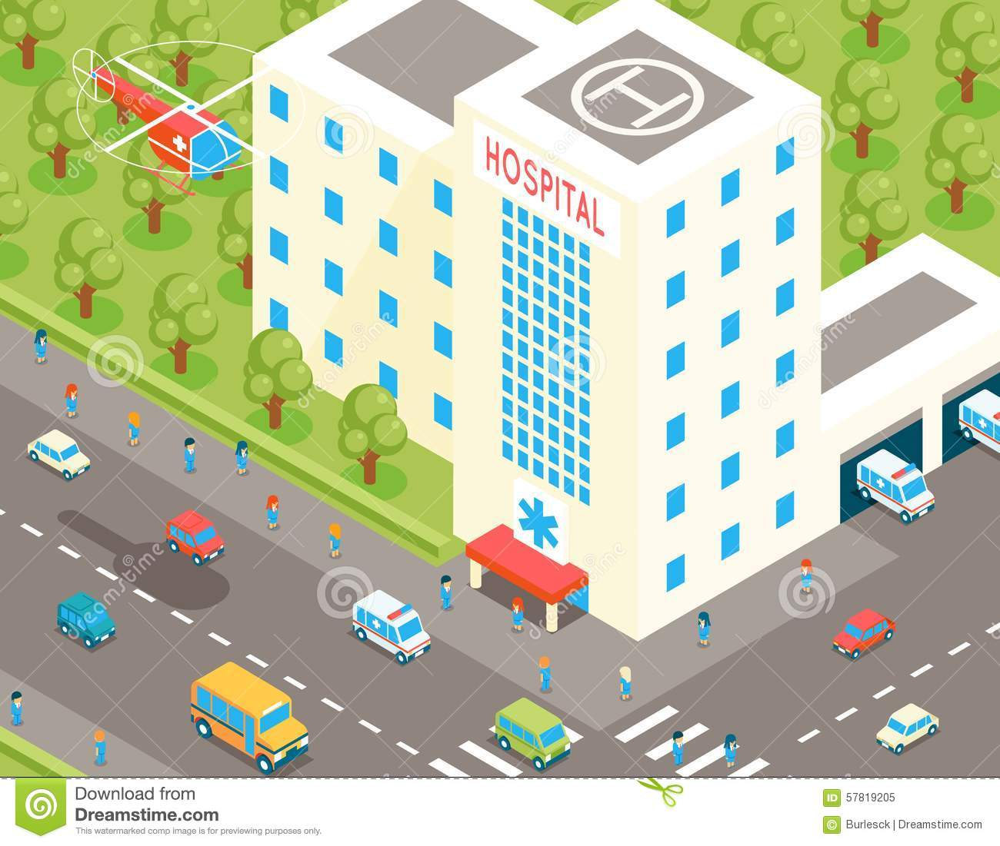 H
HOSPITAL
dreamstime
Download from
Dreamstime.com
This watermarked comp image is for previewing purposes only.
ID 57819205
© Burlesck | Dreamstime.com